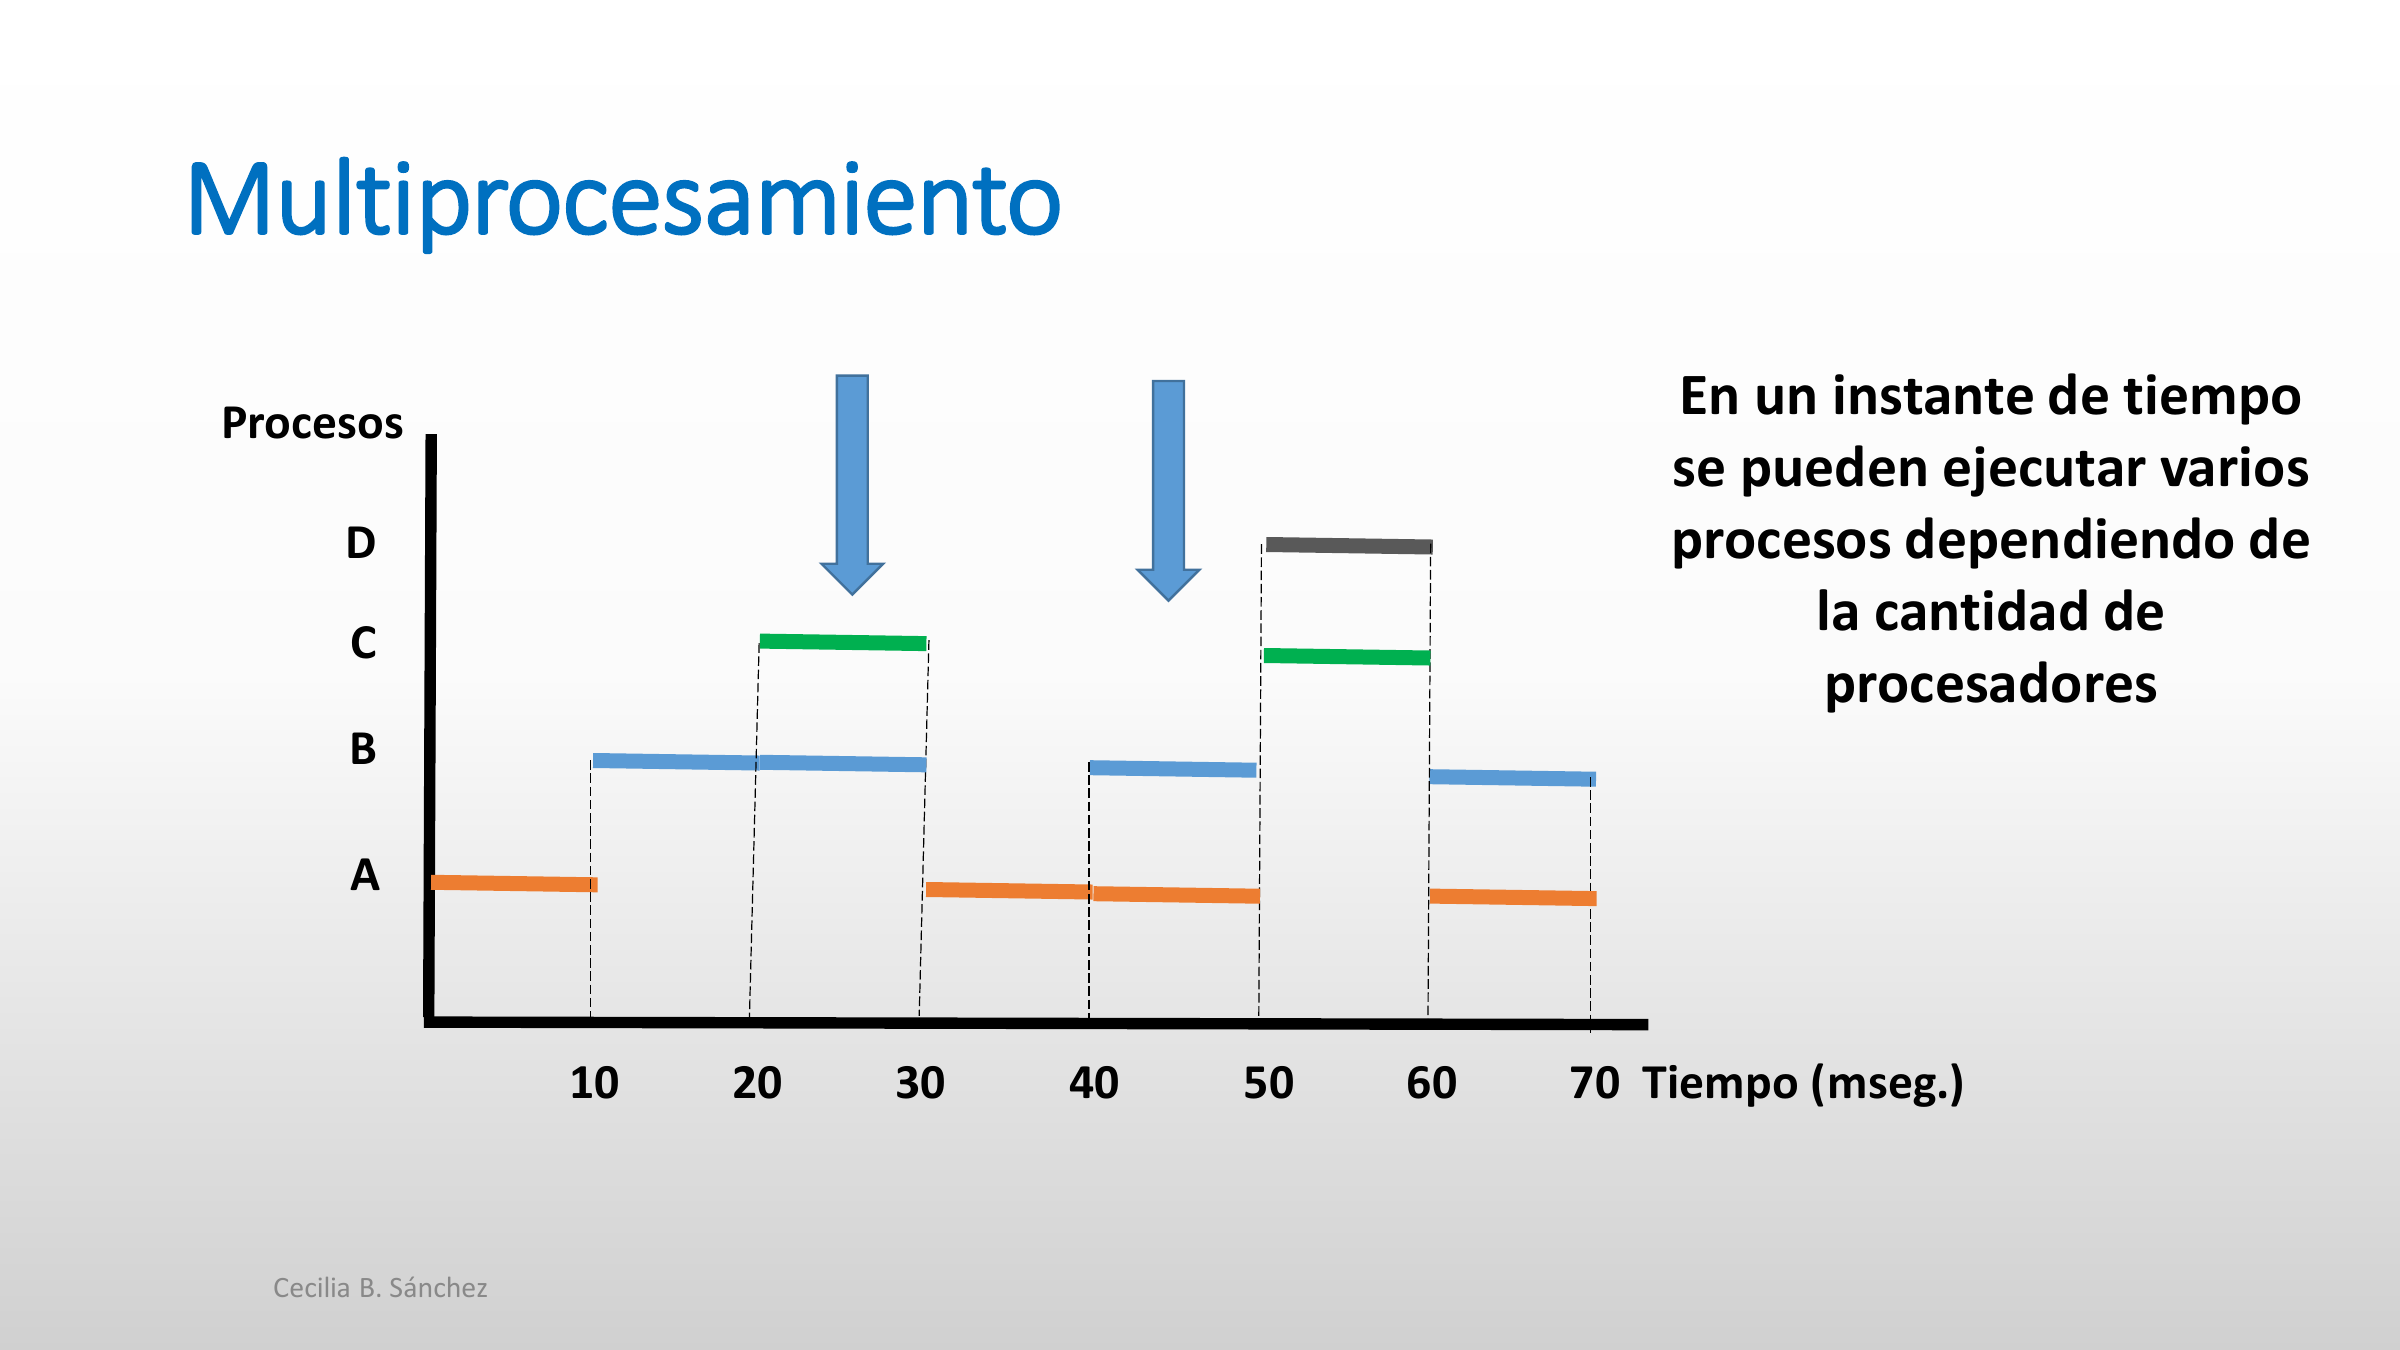 Multiprocesamiento
Procesos
D
C
B
A
10 20 30 40 50 60 70 Tiempo (mseg.)
En un instante de tiempo
se pueden ejecutar varios
procesos dependiendo de
la cantidad de
procesadores
Cecilia B. Sánchez